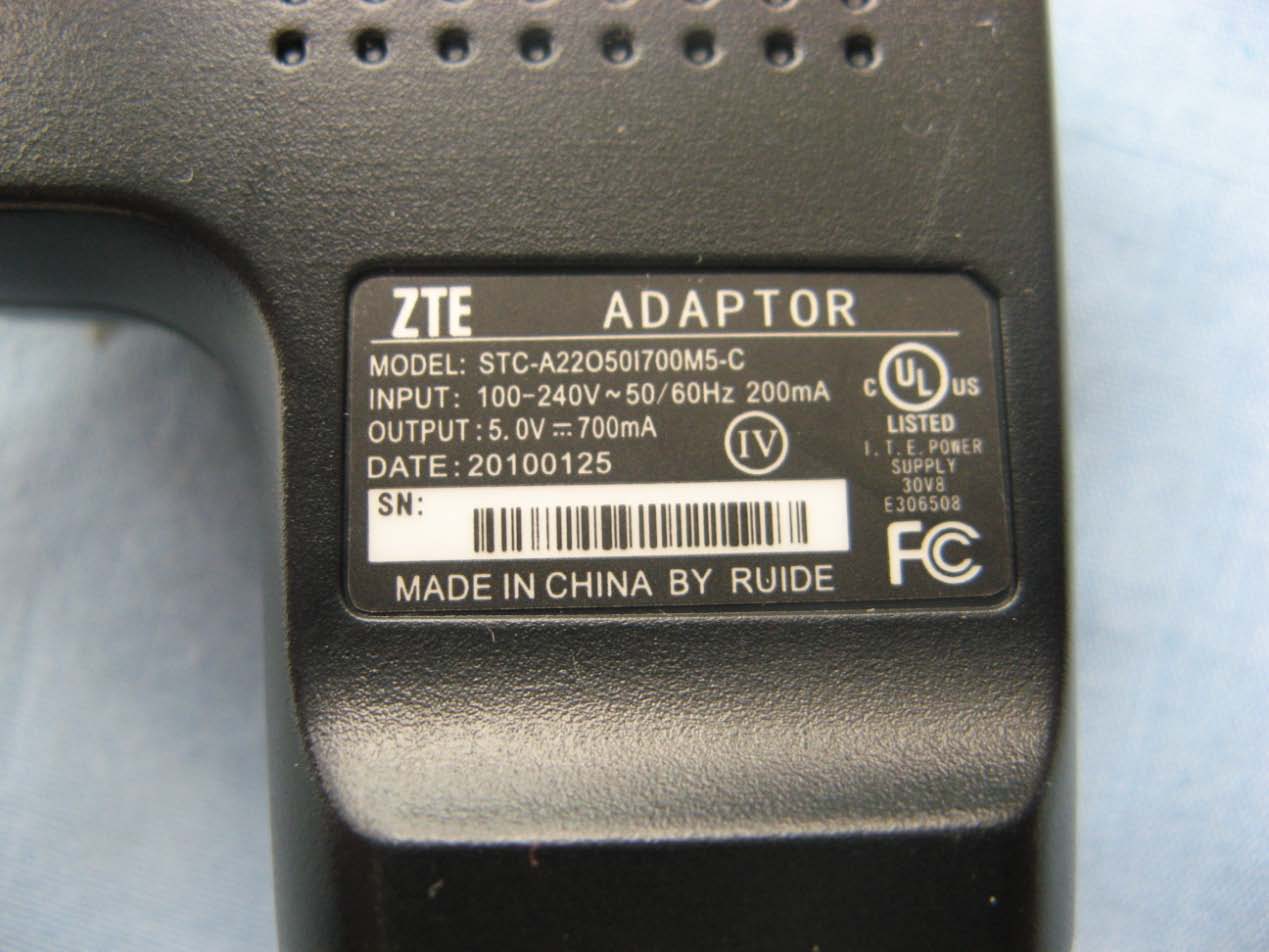 ZTE ADAPTOR
MODEL: STC-A22O50I700M5-C
INPUT: 100-240V~50/60Hz 200mA
OUTPUT:5.0V⎓700mA
DATE:20100125
IV
C UL US
LISTED
I.T.E.POWER
SUPPLY
30V8
E306508
SN:
FC
MADE IN CHINA BY RUIDE